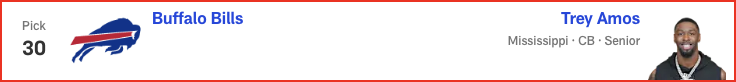 Pick
30
Buffalo Bills
Trey Amos
Mississippi · CB · Senior